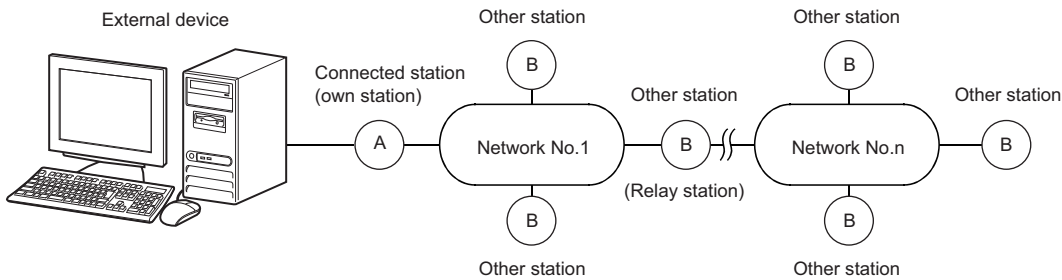 External device
Other station
Other station
B
B
Connected station
(own station)
Other station
Other station
A
Network No.1
B
Network No.n
B
(Relay station)
B
B
Other station
Other station